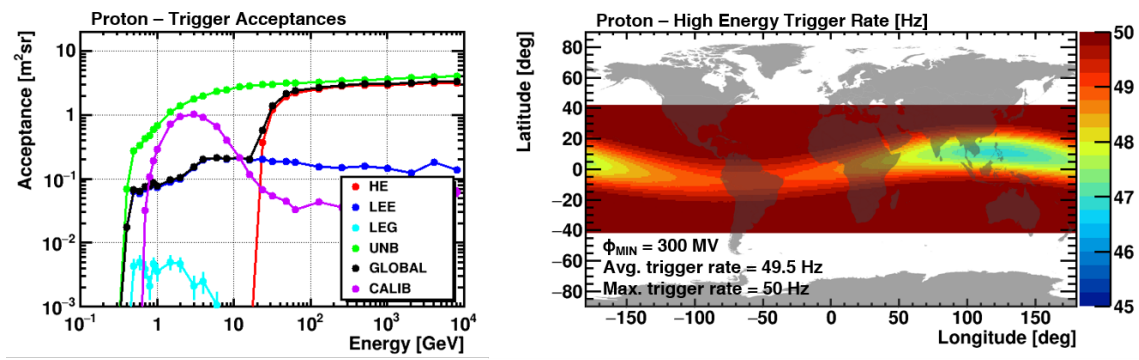 Proton – Trigger Acceptances
Acceptance [m²sr]
10
1
10⁻¹
10⁻²
10⁻³
HE
LEE
LEG
UNB
GLOBAL
CALIB
10⁻¹ 1 10 10² 10³ 10⁴
Energy [GeV]
Proton – High Energy Trigger Rate [Hz]
Latitude [deg]
80
60
40
20
0
−20
−40
−60
−80
ΦMIN = 300 MV
Avg. trigger rate = 49.5 Hz
Max. trigger rate = 50 Hz
−150 −100 −50 0 50 100 150
Longitude [deg]
50
49
48
47
46
45